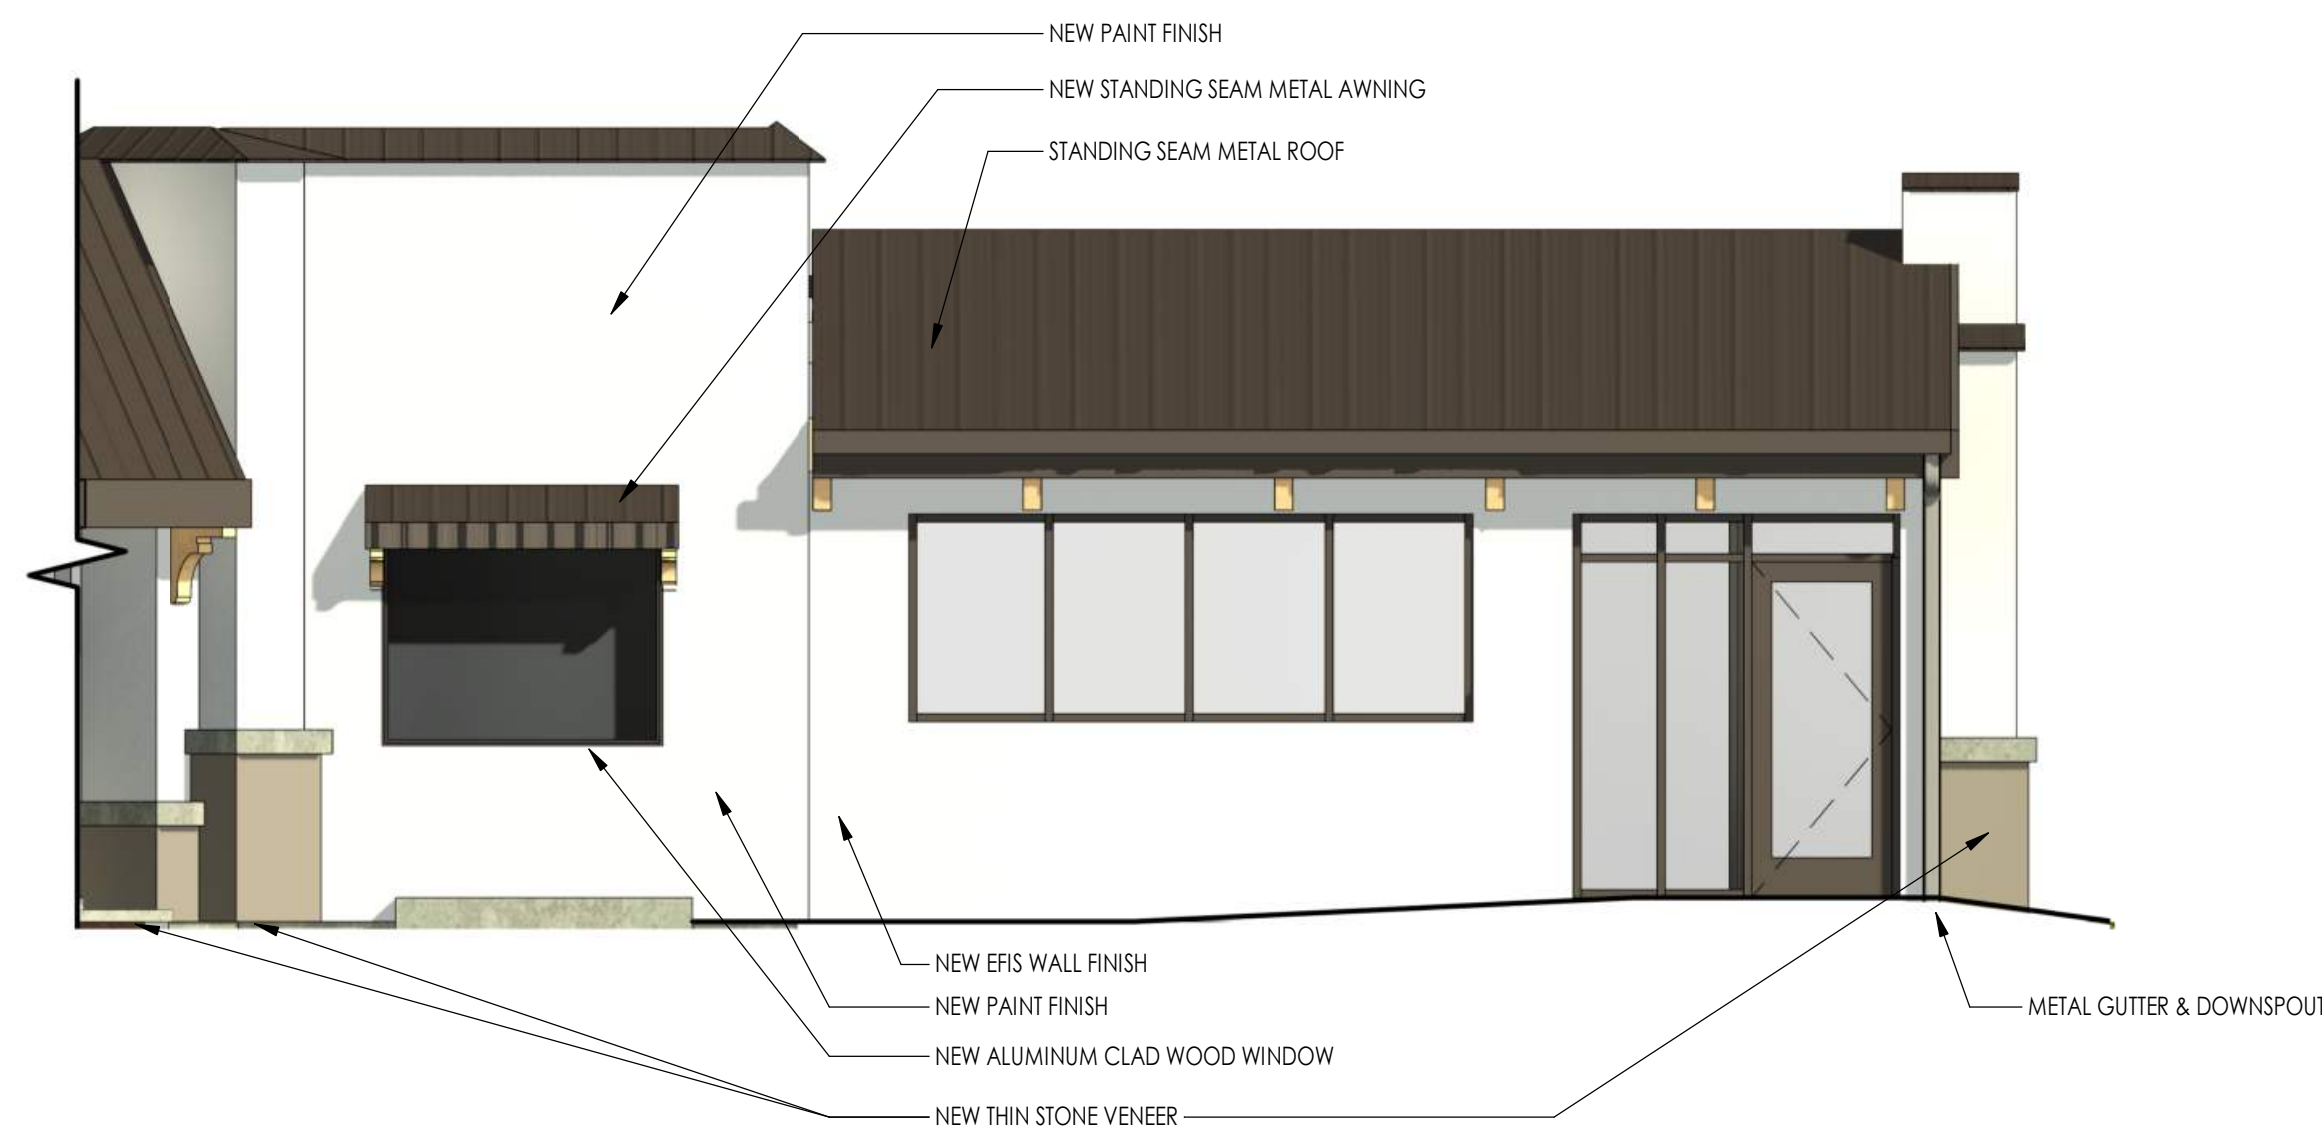 NEW PAINT FINISH
NEW STANDING SEAM METAL AWNING
STANDING SEAM METAL ROOF
NEW EFIS WALL FINISH
NEW PAINT FINISH
METAL GUTTER & DOWNSPOUT
NEW ALUMINUM CLAD WOOD WINDOW
NEW THIN STONE VENEER